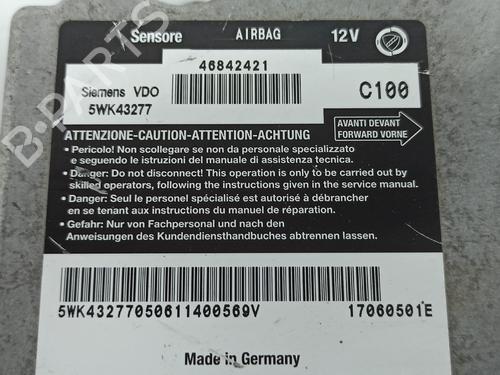 Sensore AIRBAG 12V
46842421
Siemens VDO
5WK43277
C100
AVANTI DEVANT
FORWARD VORNE
ATTENZIONE-CAUTION-ATTENTION-ACHTUNG
• Pericolo! Non scollegare se non da personale specializzato
e seguendo le istruzioni del manuale di assistenza tecnica.
• Danger: Do not disconnect! This operation is only to be carried out by
skilled operators, following the instructions given in the service manual.
• Danger: Seul le personel spécialisé est autorisé à débrancher
en se tenant aux instructions du manuel de réparation.
• Gefahr: Nur von Fachpersonal und nach den
Anweisungen des Kundendiensthandbuches abtrennen lassen.
5WK43277050611400569V 17060501E
Made in Germany
B-PARTS